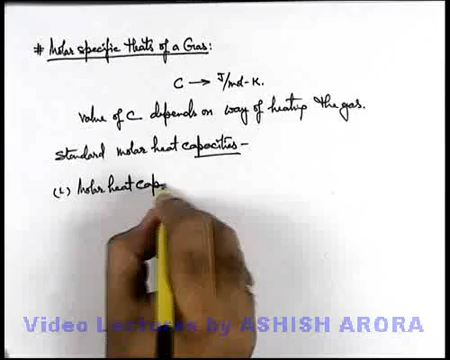 # Molar specific Heats of a Gas:
C → J/mol-K.
Value of C depends on way of heating the gas.
Standard molar heat capacities -
(1) Molar heat cap
Video Lectures by ASHISH ARORA